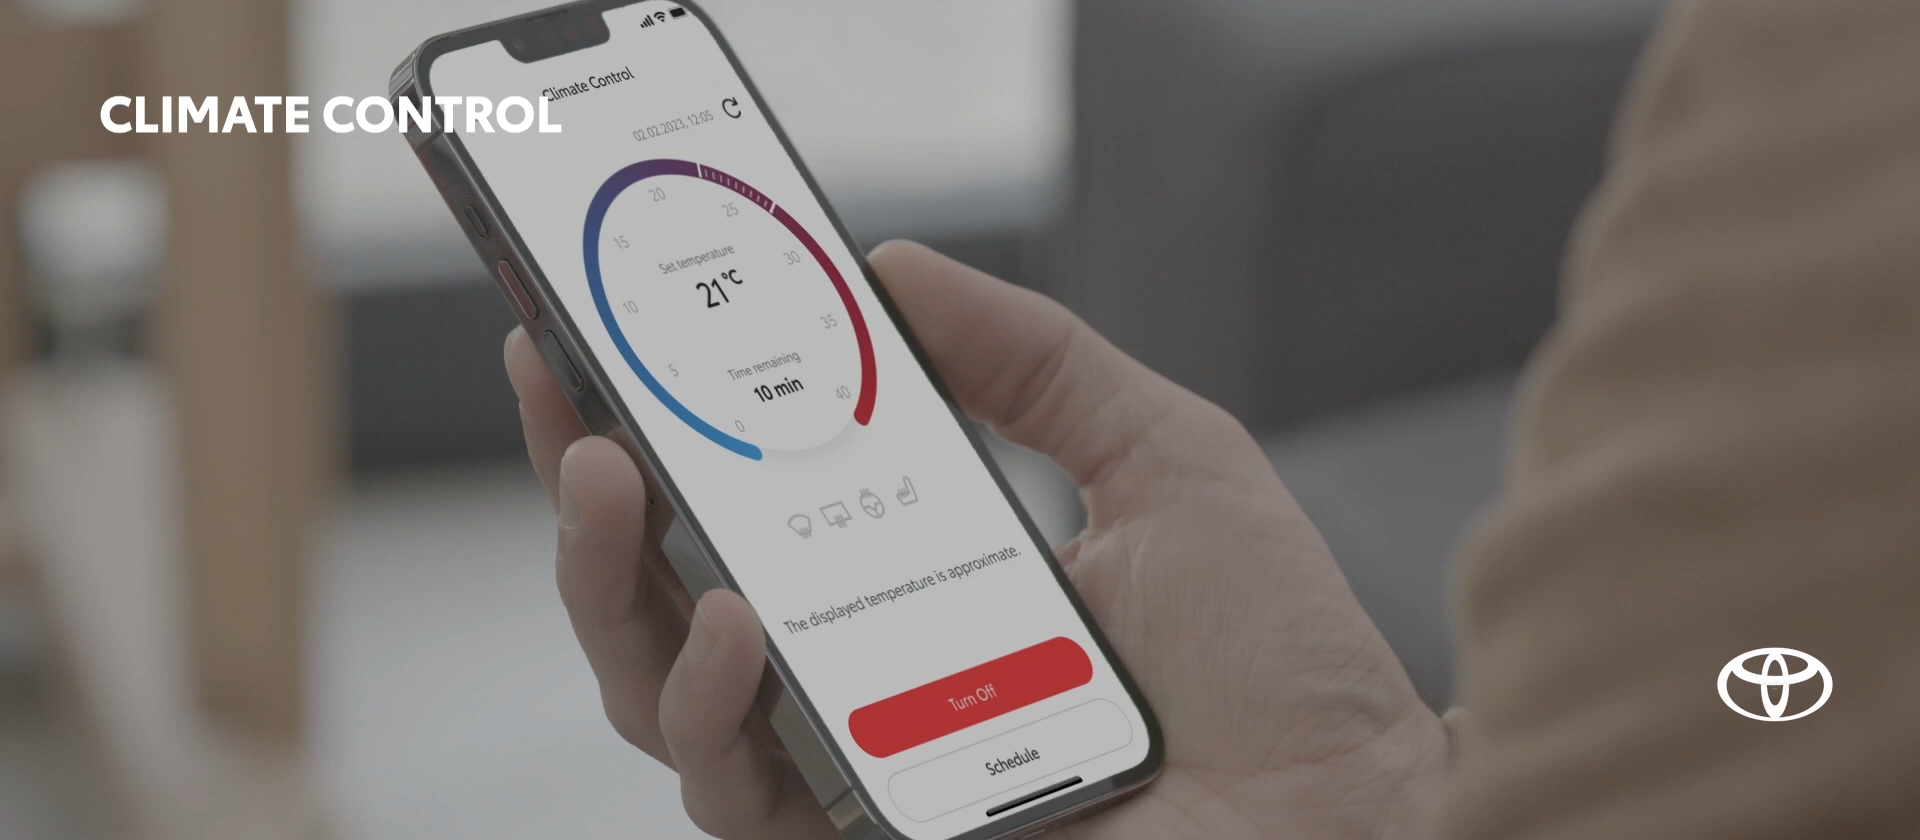 CLIMATE CONTROL
Climate Control
02.02.2023, 12:05
20
25
15
30
Set temperature
21°C
10
35
5
Time remaining
10 min
40
0
The displayed temperature is approximate.
Turn Off
Schedule